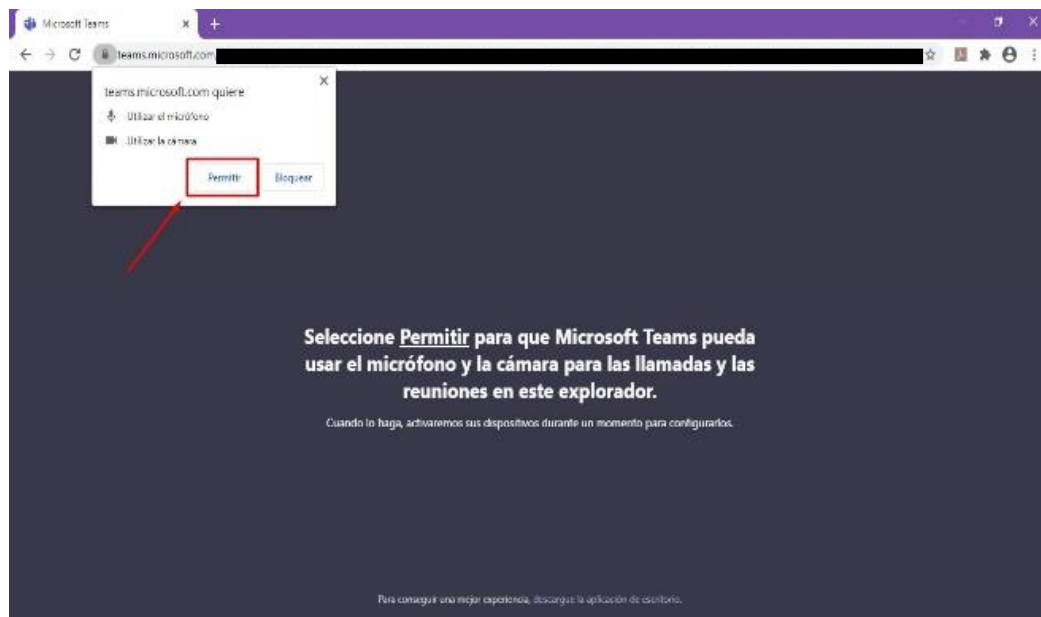 Microsoft Teams
teams.microsoft.com
teams.microsoft.com quiere
Utilizar el micrófono
Utilizar la cámara
Permitir
Bloquear
Seleccione Permitir para que Microsoft Teams pueda
usar el micrófono y la cámara para las llamadas y las
reuniones en este explorador.
Cuando lo haga, activaremos sus dispositivos durante un momento para configurarlos.
Para conseguir una mejor experiencia, descargue la aplicación de escritorio.